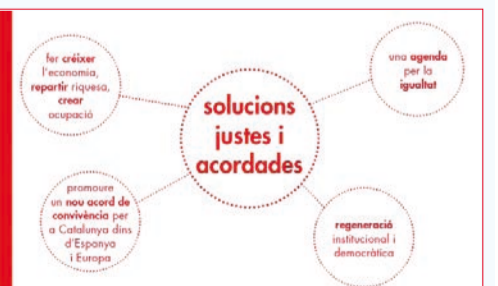 fer créixer
l'economia,
repartir riquesa,
crear
ocupació
una agenda
per la
igualtat
solucions
justes i
acordades
promoure
un nou acord de
convivència per
a Catalunya dins
d'Espanya
i Europa
regeneració
institucional i
democràtica